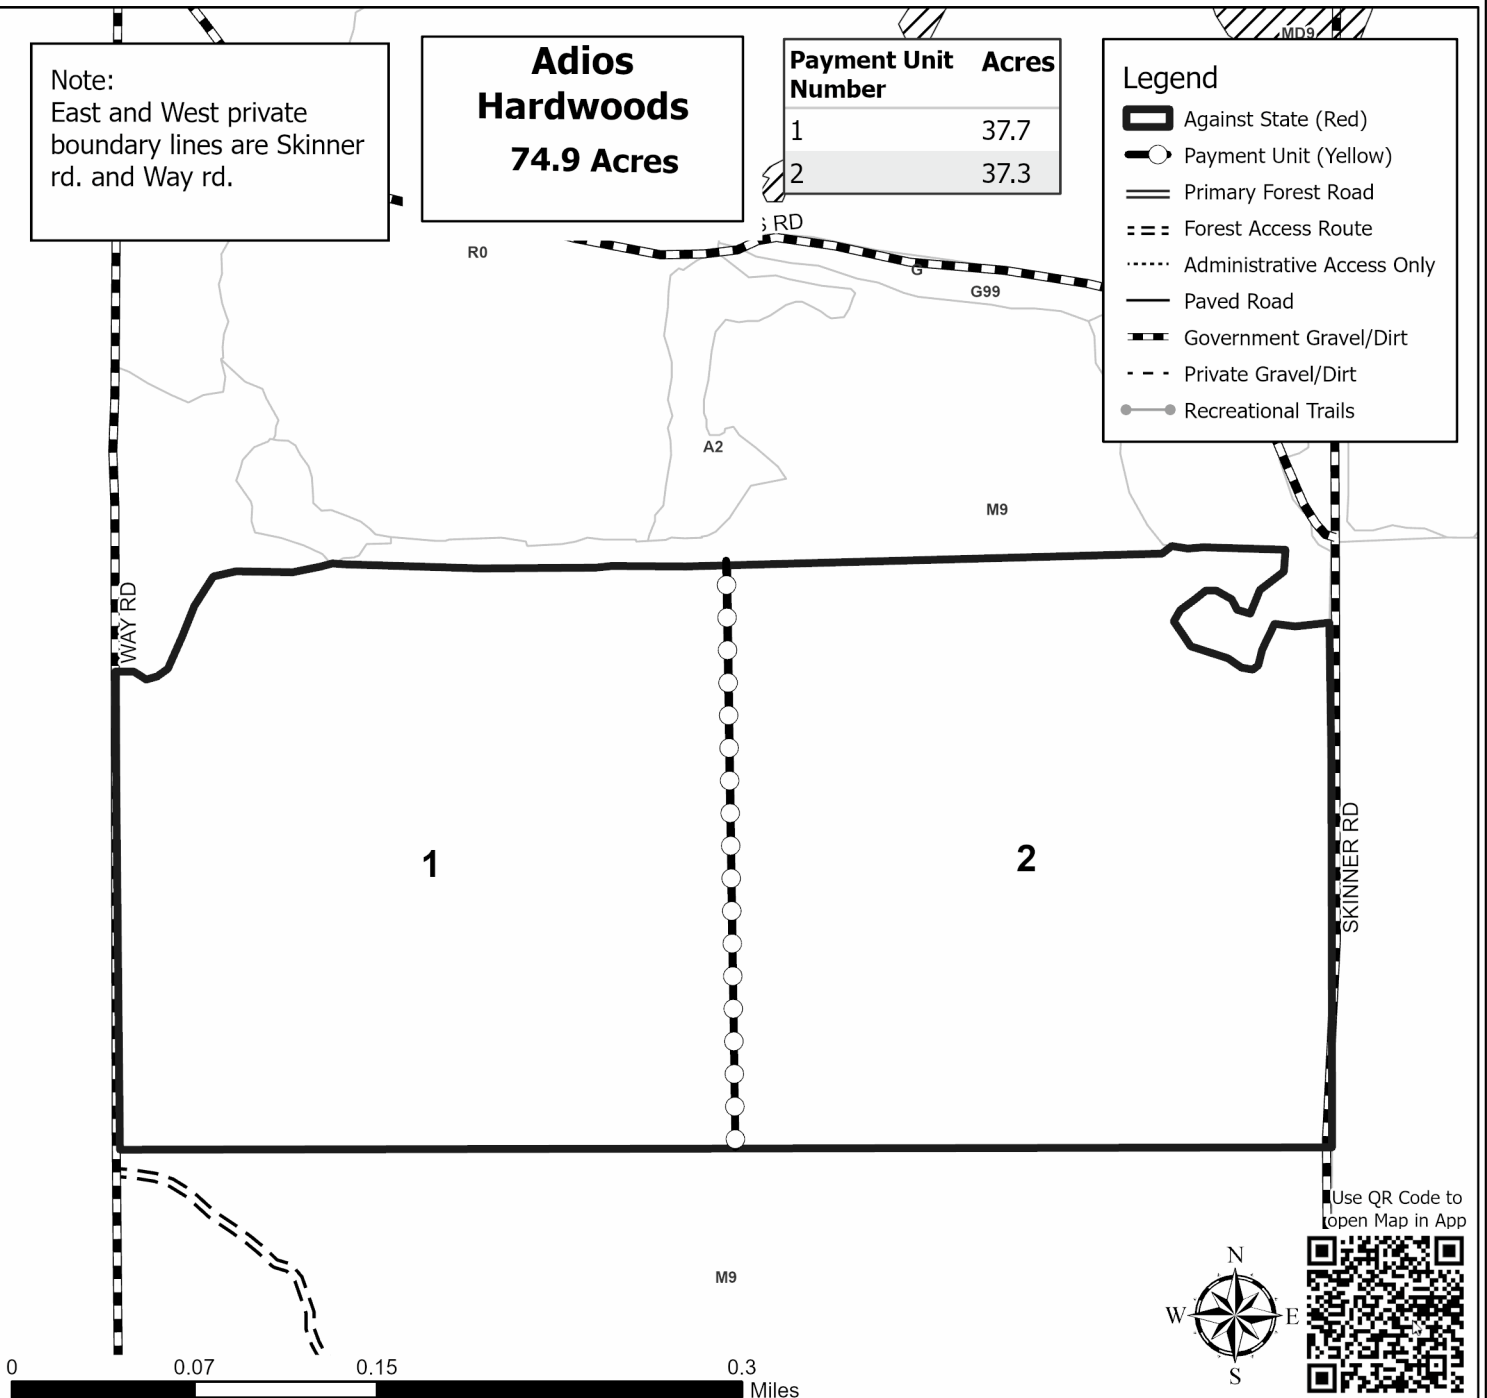 Note:
East and West private
boundary lines are Skinner
rd. and Way rd.
Adios
Hardwoods
74.9 Acres
Payment Unit Number Acres
1 37.7
2 37.3
MD9
Legend
Against State (Red)
Payment Unit (Yellow)
Primary Forest Road
Forest Access Route
Administrative Access Only
Paved Road
Government Gravel/Dirt
Private Gravel/Dirt
Recreational Trails
RD
R0
G
G99
A2
M9
WAY RD
1
2
SKINNER RD
M9
Use QR Code to
open Map in App
N
W E
S
0 0.07 0.15 0.3
Miles